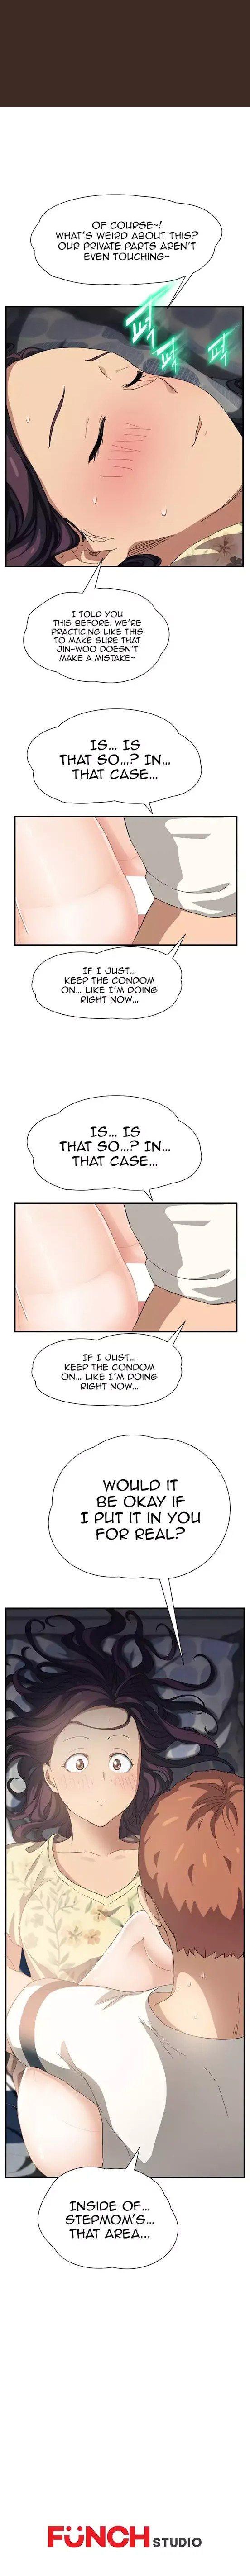 OF COURSE~!
WHAT'S WEIRD ABOUT THIS?
OUR PRIVATE PARTS AREN'T
EVEN TOUCHING~
퍽
퍽
퍽
I TOLD YOU
THIS BEFORE. WE'RE
PRACTICING LIKE THIS
TO MAKE SURE THAT
JIN-WOO DOESN'T
MAKE A MISTAKE~
IS... IS
THAT SO...? IN...
THAT CASE...
IF I JUST...
KEEP THE CONDOM
ON... LIKE I'M DOING
RIGHT NOW...
IS... IS
THAT SO...? IN...
THAT CASE...
IF I JUST...
KEEP THE CONDOM
ON... LIKE I'M DOING
RIGHT NOW...
WOULD IT
BE OKAY IF
I PUT IT IN YOU
FOR REAL?
INSIDE OF...
STEPMOM'S...
THAT AREA...
FÜNCH STUDIO